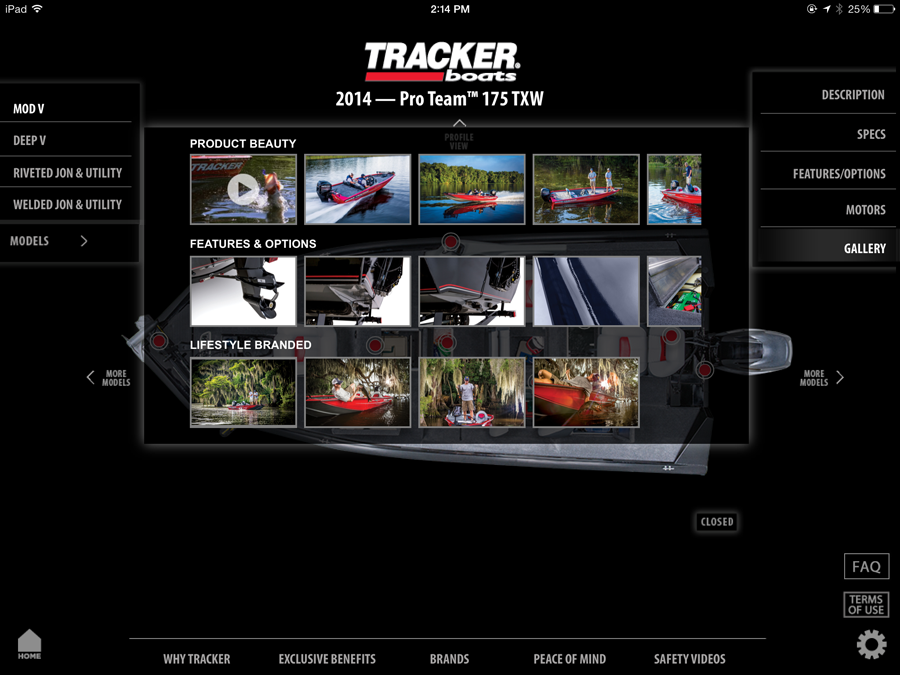 iPad
2:14 PM
25%
TRACKER.
boats
2014 — Pro Team™ 175 TXW
MOD V
DEEP V
RIVETED JON & UTILITY
WELDED JON & UTILITY
MODELS
PROFILE
VIEW
PRODUCT BEAUTY
TRACKER
FEATURES & OPTIONS
LIFESTYLE BRANDED
DESCRIPTION
SPECS
FEATURES/OPTIONS
MOTORS
GALLERY
MORE
MODELS
MORE
MODELS
CLOSED
FAQ
TERMS
OF USE
HOME
WHY TRACKER
EXCLUSIVE BENEFITS
BRANDS
PEACE OF MIND
SAFETY VIDEOS